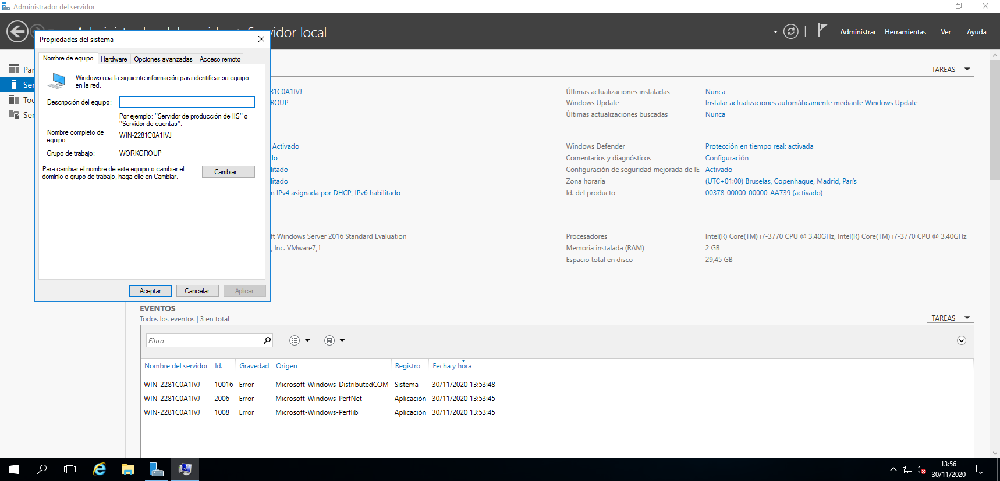 Administrador del servidor
Servidor local
Administrar
Herramientas
Ver
Ayuda
Propiedades del sistema
Nombre de equipo
Hardware
Opciones avanzadas
Acceso remoto
Windows usa la siguiente información para identificar su equipo
en la red.
Descripción del equipo:
Por ejemplo: "Servidor de producción de IIS" o
"Servidor de cuentas".
Nombre completo de
equipo:
WIN-2281C0A1IVJ
Grupo de trabajo:
WORKGROUP
Para cambiar el nombre de este equipo o cambiar el
dominio o grupo de trabajo, haga clic en Cambiar.
Cambiar...
Aceptar
Cancelar
Aplicar
Par
Ser
Too
Ser
TAREAS
81C0A1IVJ
ROUP
Activado
do
litado
litado
n IPv4 asignada por DHCP, IPv6 habilitado
ft Windows Server 2016 Standard Evaluation
, Inc. VMware7,1
Últimas actualizaciones instaladas
Nunca
Windows Update
Instalar actualizaciones automáticamente mediante Windows Update
Últimas actualizaciones buscadas
Nunca
Windows Defender
Protección en tiempo real: activada
Comentarios y diagnósticos
Configuración
Configuración de seguridad mejorada de IE
Activado
Zona horaria
(UTC+01:00) Bruselas, Copenhague, Madrid, París
Id. del producto
00378-00000-00000-AA739 (activado)
Procesadores
Intel(R) Core(TM) i7-3770 CPU @ 3.40GHz, Intel(R) Core(TM) i7-3770 CPU @ 3.40GHz
Memoria instalada (RAM)
2 GB
Espacio total en disco
29,45 GB
EVENTOS
Todos los eventos | 3 en total
TAREAS
Filtro
Nombre del servidor Id. Gravedad Origen Registro Fecha y hora
WIN-2281C0A1IVJ 10016 Error Microsoft-Windows-DistributedCOM Sistema 30/11/2020 13:53:48
WIN-2281C0A1IVJ 2006 Error Microsoft-Windows-PerfNet Aplicación 30/11/2020 13:53:45
WIN-2281C0A1IVJ 1008 Error Microsoft-Windows-Perflib Aplicación 30/11/2020 13:53:45
13:56
30/11/2020